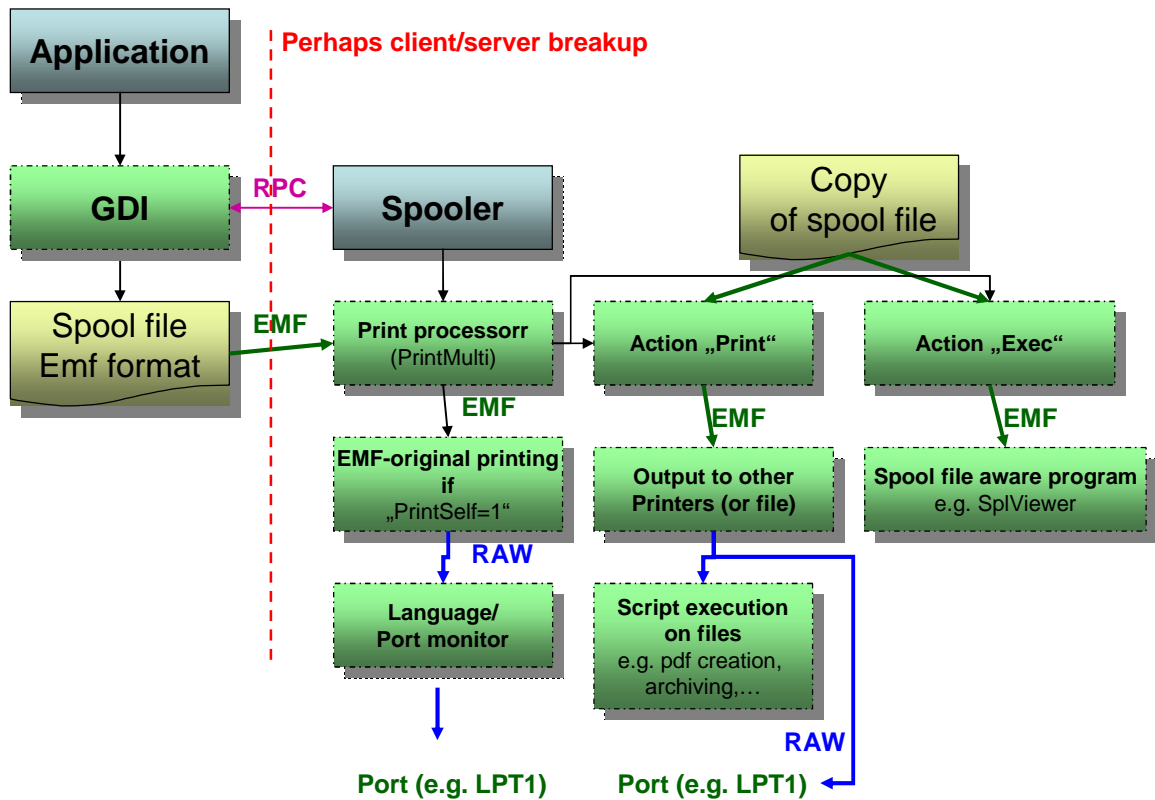 Application
Perhaps client/server breakup
GDI
RPC
Spooler
Copy
of spool file
Spool file
Emf format
EMF
Print processorr
(PrintMulti)
Action „Print“
Action „Exec“
EMF
EMF
EMF
EMF-original printing
if
„PrintSelf=1“
Output to other
Printers (or file)
Spool file aware program
e.g. SplViewer
RAW
Language/
Port monitor
Script execution
on files
e.g. pdf creation,
archiving,…
RAW
Port (e.g. LPT1)
Port (e.g. LPT1)